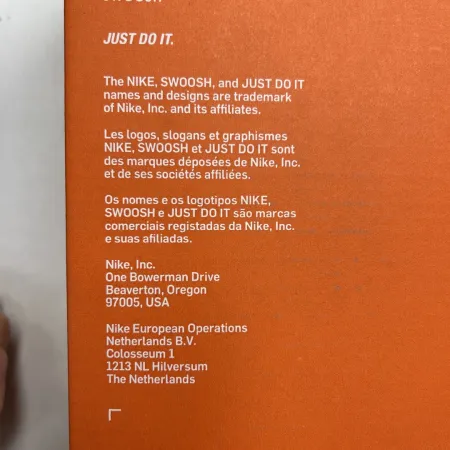 JUST DO IT.
The NIKE, SWOOSH, and JUST DO IT
names and designs are trademark
of Nike, Inc. and its affiliates.
Les logos, slogans et graphismes
NIKE, SWOOSH et JUST DO IT sont
des marques déposées de Nike, Inc.
et de ses sociétés affiliées.
Os nomes e os logotipos NIKE,
SWOOSH e JUST DO IT são marcas
comerciais registadas da Nike, Inc.
e suas afiliadas.
Nike, Inc.
One Bowerman Drive
Beaverton, Oregon
97005, USA
Nike European Operations
Netherlands B.V.
Colosseum 1
1213 NL Hilversum
The Netherlands